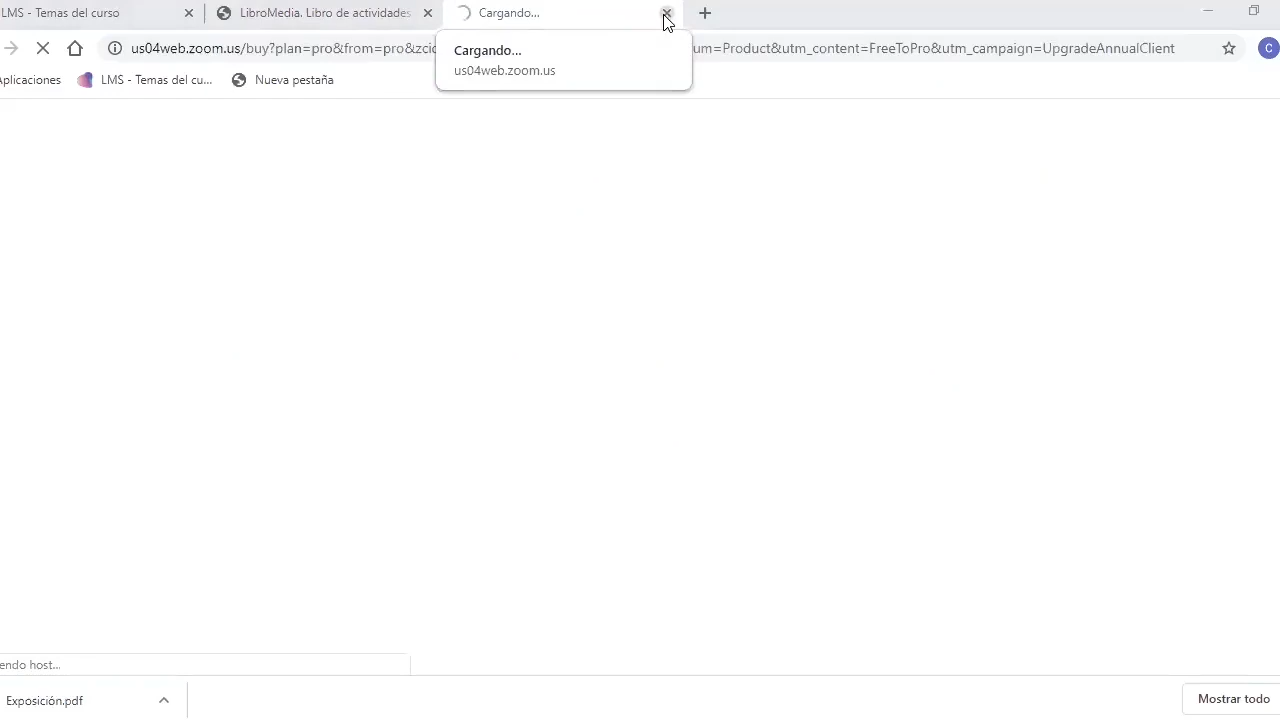 LMS - Temas del curso
LibroMedia. Libro de actividades
Cargando...
us04web.zoom.us/buy?plan=pro&from=pro&zcid
um=Product&utm_content=FreeToPro&utm_campaign=UpgradeAnnualClient
C
Cargando...
us04web.zoom.us
Aplicaciones
LMS - Temas del cu...
Nueva pestaña
endo host...
Exposición.pdf
Mostrar todo